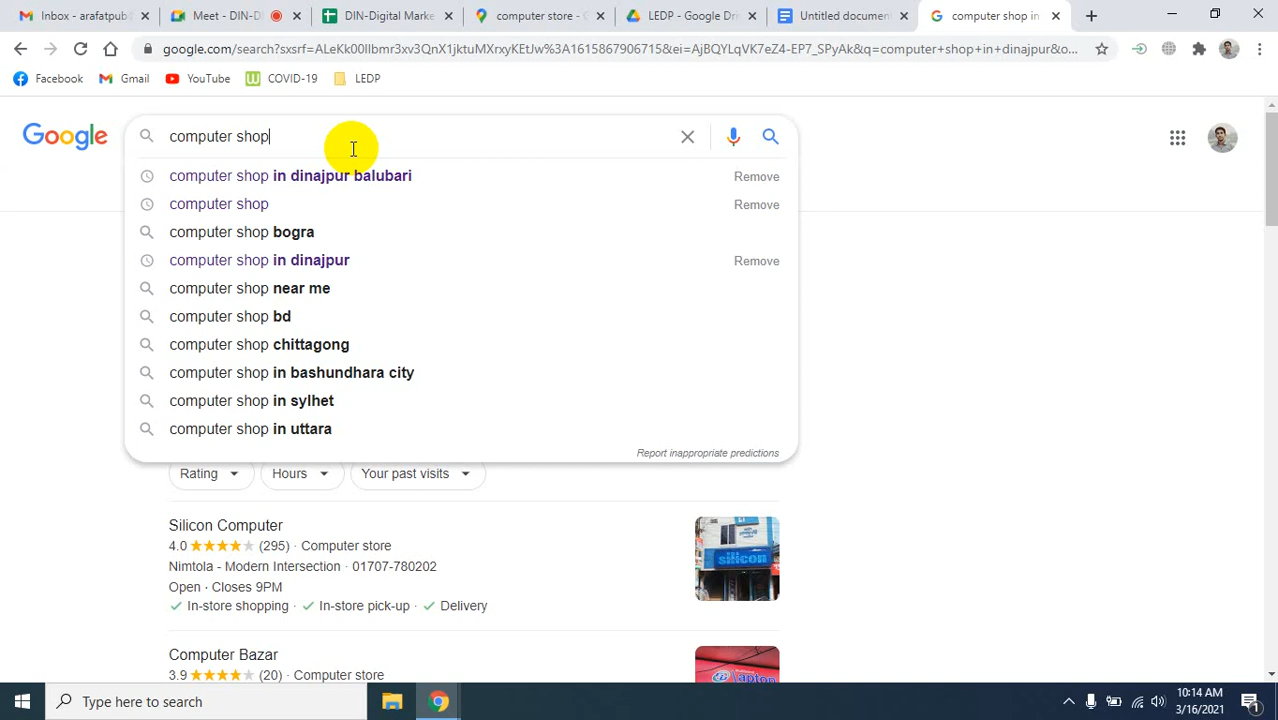 Inbox - arafatpub
Meet - DIN-D
DIN-Digital Marke
computer store - G
LEDP - Google Dri
Untitled document
computer shop in
google.com/search?sxsrf=ALeKk00IIbmr3xv3QnX1jktuMXrxyKEtJw%3A1615867906715&ei=AjBQYLqVK7eZ4-EP7_SPyAk&q=computer+shop+in+dinajpur&o...
Facebook
Gmail
YouTube
COVID-19
LEDP
Google
computer shop
computer shop in dinajpur balubari
Remove
computer shop
Remove
computer shop bogra
computer shop in dinajpur
Remove
computer shop near me
computer shop bd
computer shop chittagong
computer shop in bashundhara city
computer shop in sylhet
computer shop in uttara
Report inappropriate predictions
Rating
Hours
Your past visits
Silicon Computer
4.0 (295) · Computer store
Nimtola - Modern Intersection · 01707-780202
Open · Closes 9PM
In-store shopping · In-store pick-up · Delivery
silicon
Computer Bazar
3.9 (20) · Computer store
Type here to search
10:14 AM
3/16/2021